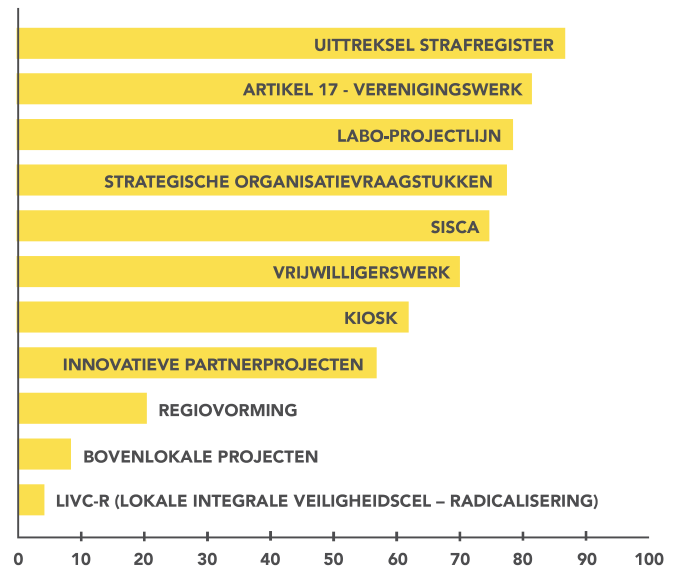 UITTREKSEL STRAFREGISTER
ARTIKEL 17 - VERENIGINGSWERK
LABO-PROJECTLIJN
STRATEGISCHE ORGANISATIEVRAAGSTUKKEN
SISCA
VRIJWILLIGERSWERK
KIOSK
INNOVATIEVE PARTNERPROJECTEN
REGIOVORMING
BOVENLOKALE PROJECTEN
LIVC-R (LOKALE INTEGRALE VEILIGHEIDSCEL – RADICALISERING)
0 10 20 30 40 50 60 70 80 90 100